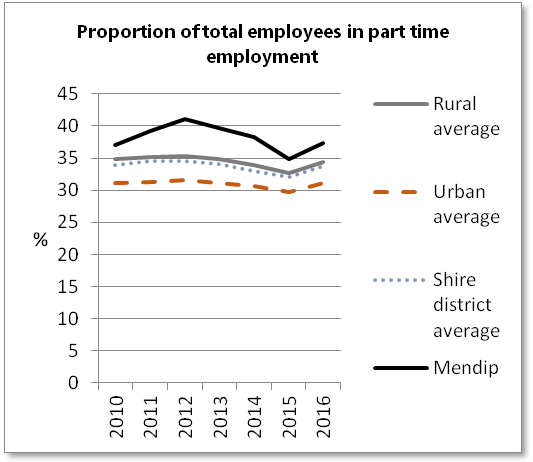 Proportion of total employees in part time
employment
45
40
35
30
25
20
15
10
5
0
%
2010
2011
2012
2013
2014
2015
2016
Rural
average
Urban
average
Shire
district
average
Mendip